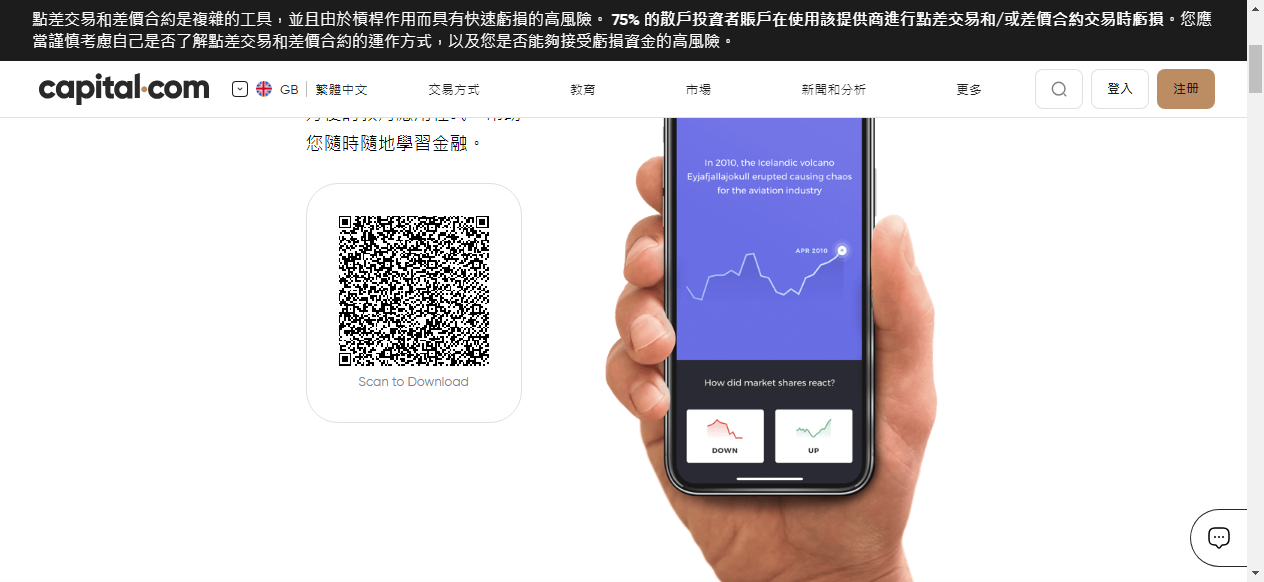 點差交易和差價合約是複雜的工具，並且由於槓桿作用而具有快速虧損的高風險。 75% 的散戶投資者賬戶在使用該提供商進行點差交易和/或差價合約交易時虧損。您應
當謹慎考慮自己是否了解點差交易和差價合約的運作方式，以及您是否能夠接受虧損資金的高風險。
capital.com
GB 繁體中文
交易方式
教育
市場
新聞和分析
更多
登入
注册
您隨時隨地學習金融。
Scan to Download
In 2010, the Icelandic volcano
Eyjafjallajokull erupted causing chaos
for the aviation industry
APR 2010
How did market shares react?
DOWN
UP